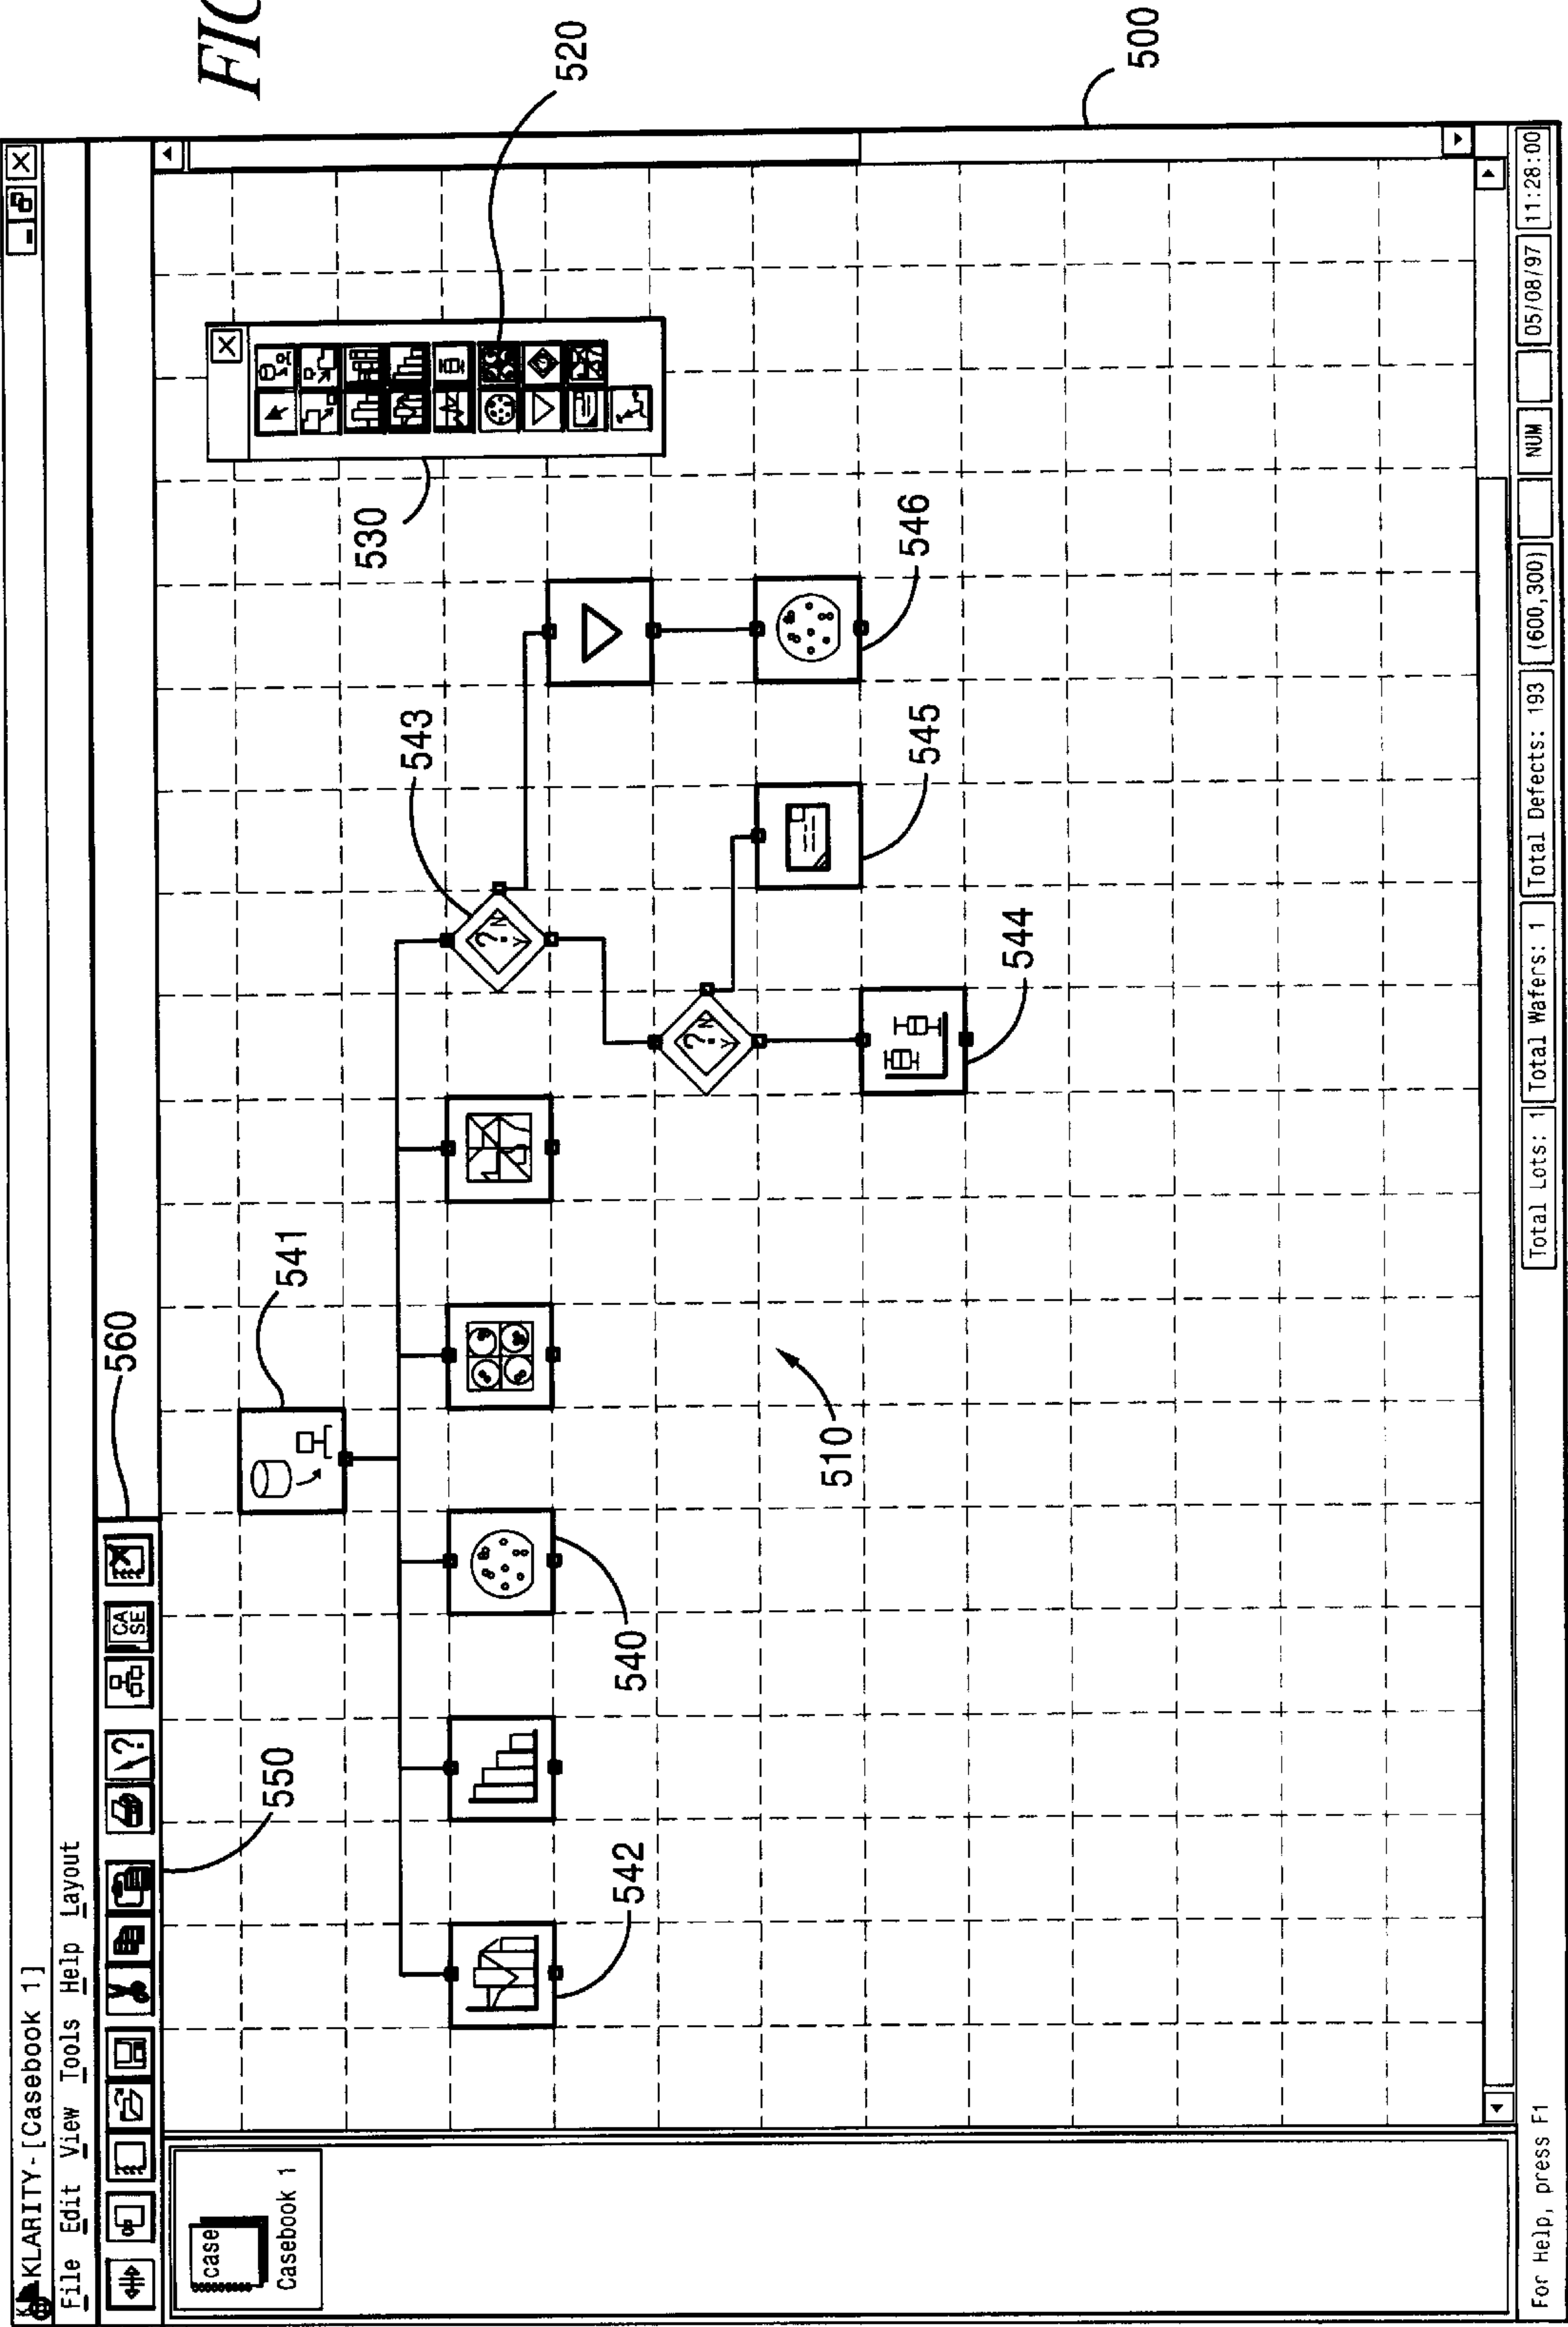 FIG
KLARITY-[Casebook 1]
File Edit View Tools Help Layout
CA
SE
?
560
550
case
Casebook 1
541
520
530
543
?
Y N
?
Y N
542
540
510
544
545
546
500
For Help, press F1
Total Lots: 1 Total Wafers: 1 Total Defects: 193 (600,300) NUM 05/08/97 11:28:00